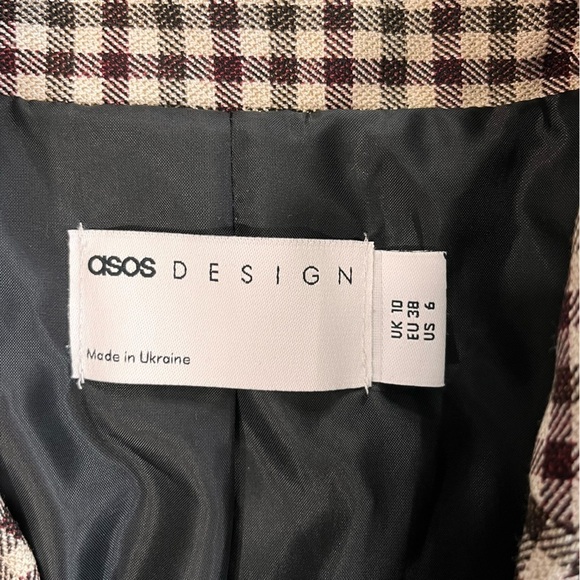 asos DESIGN
Made in Ukraine
UK 10
EU 38
US 6